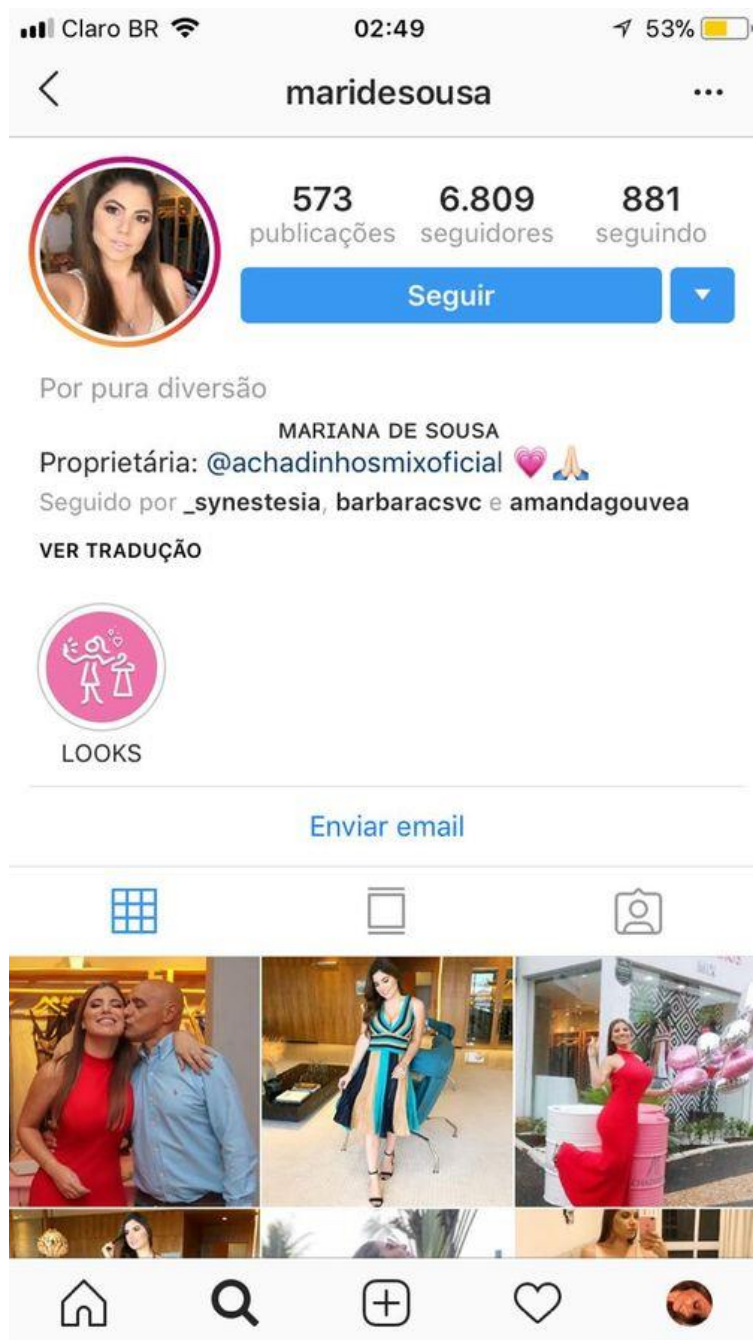 Claro BR 02:49 53%
maridesousa
573 6.809 881
publicações seguidores seguindo
Seguir
Por pura diversão
MARIANA DE SOUSA
Proprietária: @achadinhosmixoficial 💗🙏🏻
Seguido por _synestesia, barbaracsvc e amandagouvea
VER TRADUÇÃO
LOOKS
Enviar email